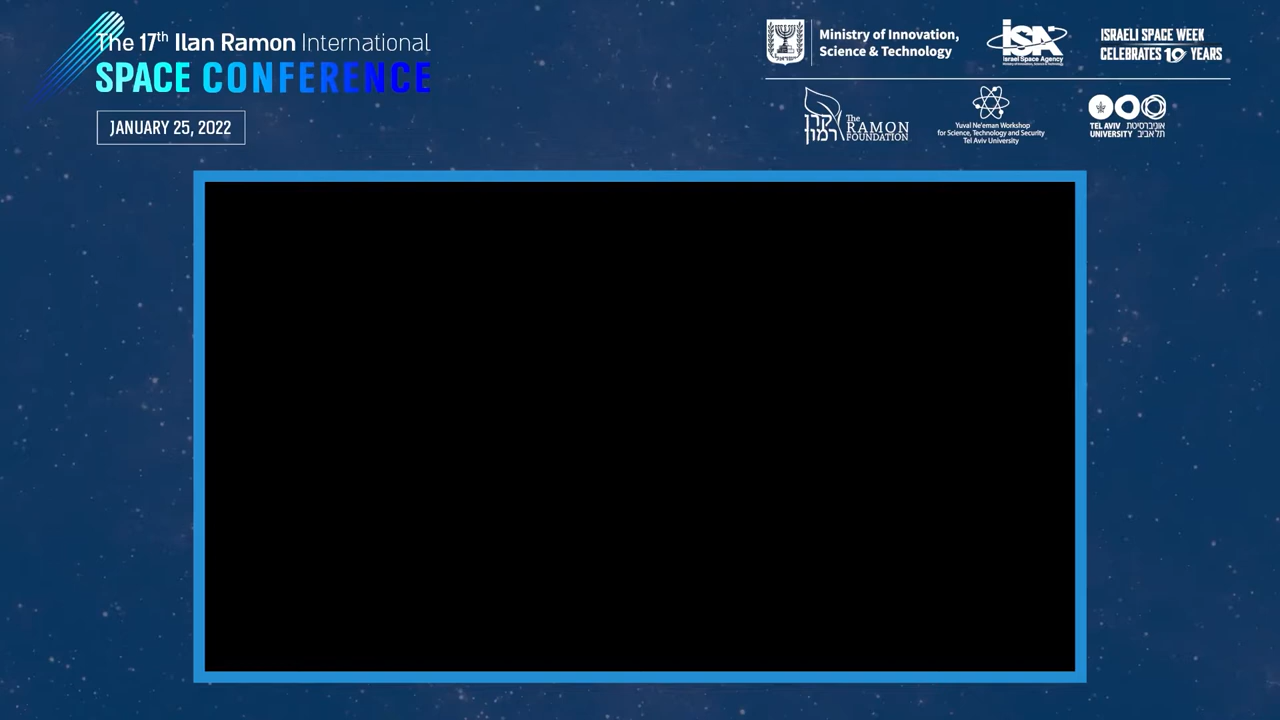 The 17th Ilan Ramon International
SPACE CONFERENCE
JANUARY 25, 2022
ישראל
Ministry of Innovation,
Science & Technology
ISA
Israel Space Agency
ISRAELI SPACE WEEK
CELEBRATES 10 YEARS
קרן
רמון
The
RAMON
FOUNDATION
Yuval Ne'eman Workshop
for Science, Technology and Security
Tel Aviv University
TEL AVIV
UNIVERSITY
אוניברסיטת
תל אביב